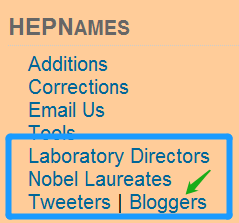 HEPNAMES
Additions
Corrections
Email Us
Tools
Laboratory Directors
Nobel Laureates
Tweeters | Bloggers